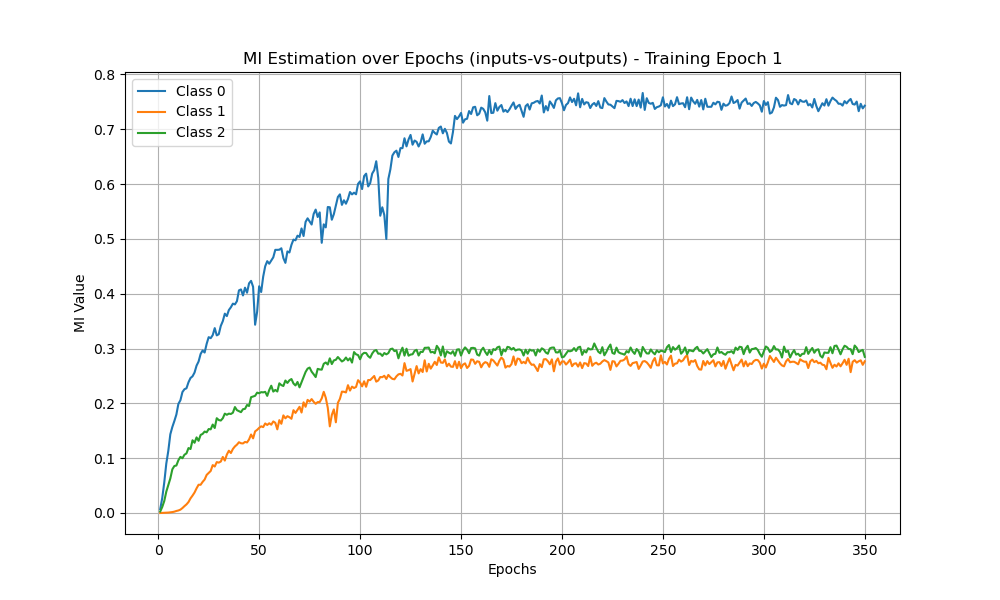 MI Estimation over Epochs (inputs-vs-outputs) - Training Epoch 1
Class 0
Class 1
Class 2
MI Value
0.8
0.7
0.6
0.5
0.4
0.3
0.2
0.1
0.0
0
50
100
150
200
250
300
350
Epochs